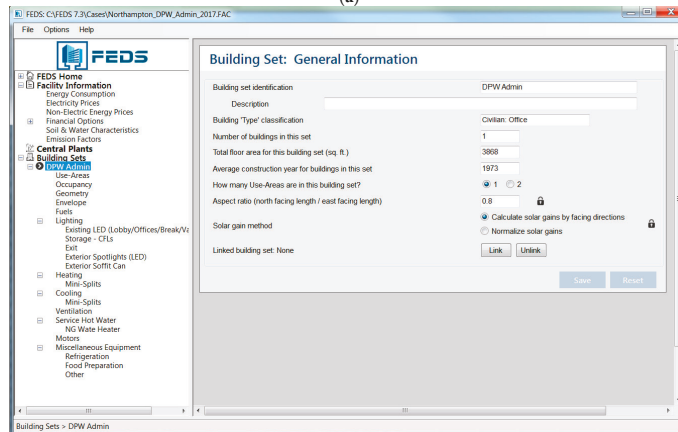 (a)
FEDS: C:\FEDS 7.3\Cases\Northampton_DPW_Admin_2017.FAC
File Options Help
FEDS
FEDS Home
Facility Information
Energy Consumption
Electricity Prices
Non-Electric Energy Prices
Financial Options
Soil & Water Characteristics
Emission Factors
Central Plants
Building Sets
DPW Admin
Use-Areas
Occupancy
Geometry
Envelope
Fuels
Lighting
Existing LED (Lobby/Offices/Break/Va
Storage - CFLs
Exit
Exterior Spotlights (LED)
Exterior Soffit Can
Heating
Mini-Splits
Cooling
Mini-Splits
Ventilation
Service Hot Water
NG Wate Heater
Motors
Miscellaneous Equipment
Refrigeration
Food Preparation
Other
Building Set: General Information
Building set identification DPW Admin
Description
Building 'Type' classification Civilian: Office
Number of buildings in this set 1
Total floor area for this building set (sq. ft.) 3868
Average construction year for buildings in this set 1973
How many Use-Areas are in this building set? 1 2
Aspect ratio (north facing length / east facing length) 0.8
Solar gain method Calculate solar gains by facing directions
Normalize solar gains
Linked building set: None Link Unlink
Save Reset
Building Sets > DPW Admin